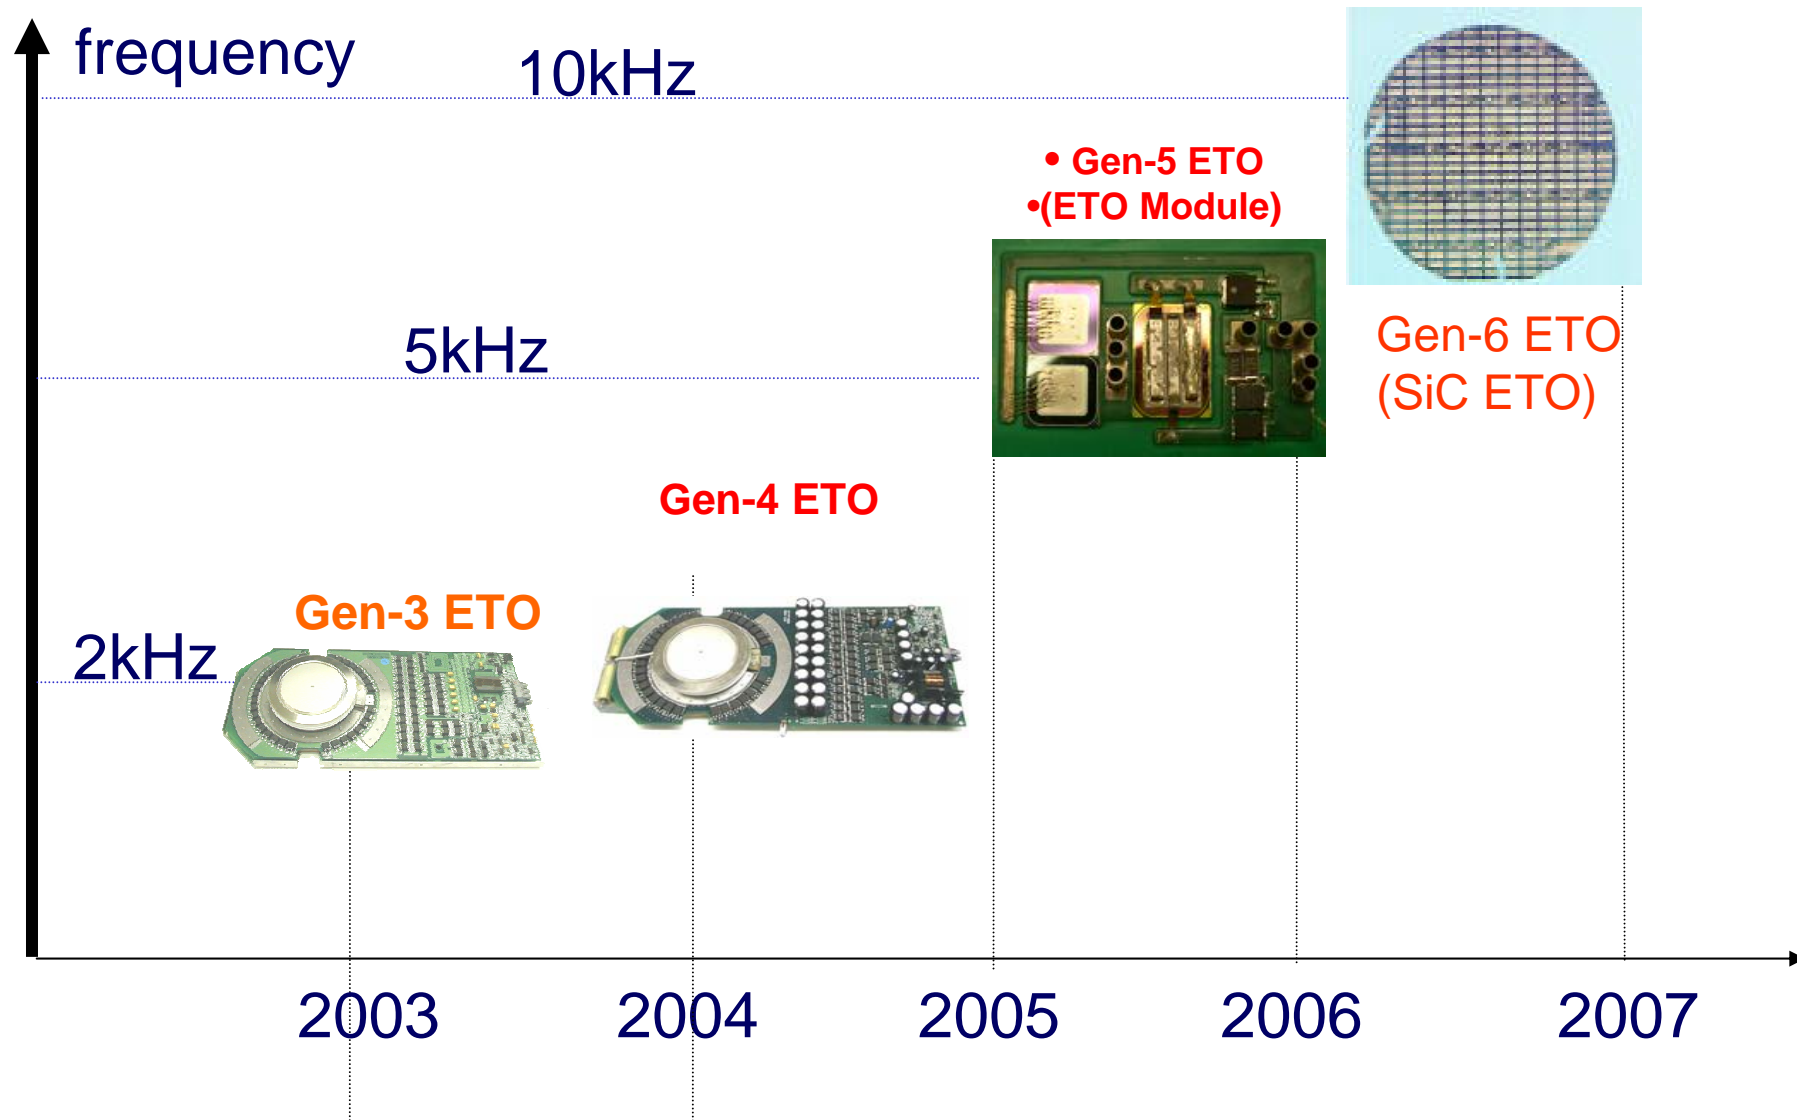 frequency
10kHz
• Gen-5 ETO
•(ETO Module)
Gen-6 ETO
(SiC ETO)
5kHz
Gen-4 ETO
Gen-3 ETO
2kHz
2003
2004
2005
2006
2007